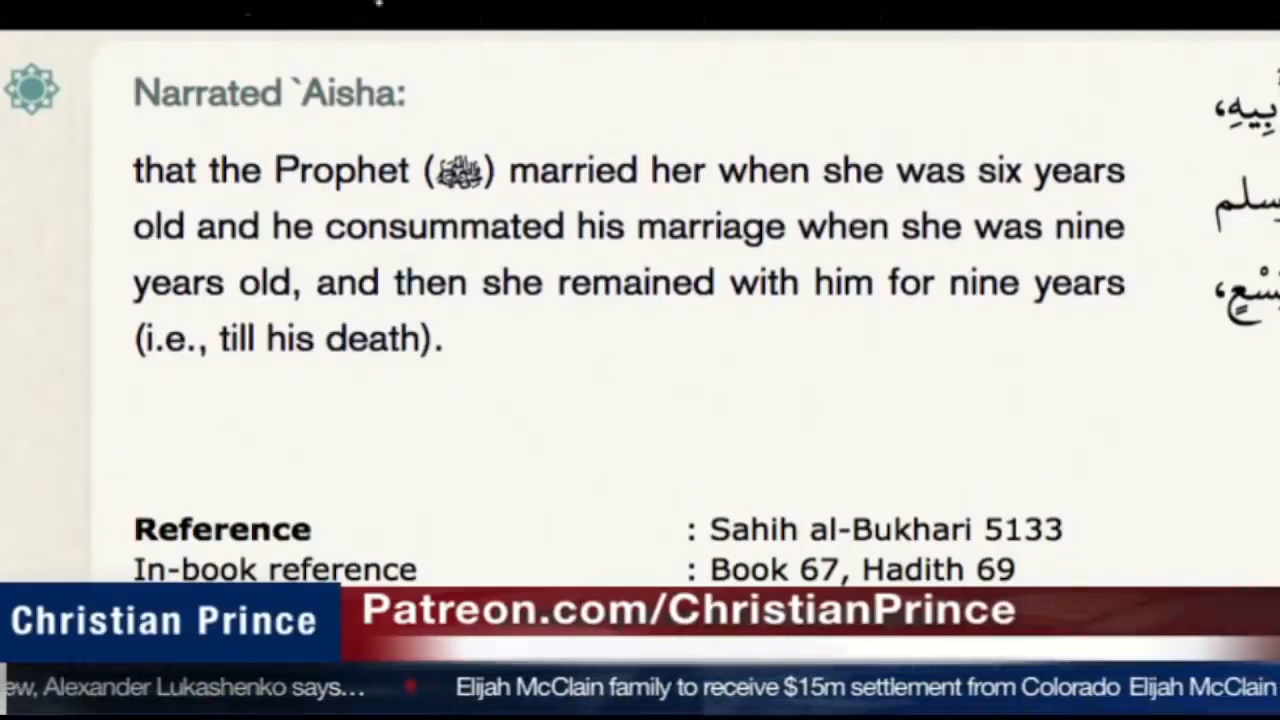 Narrated `Aisha:
that the Prophet (ﷺ) married her when she was six years
old and he consummated his marriage when she was nine
years old, and then she remained with him for nine years
(i.e., till his death).
أَبِيهِ،
تِسْعٍ،
Reference : Sahih al-Bukhari 5133
In-book reference : Book 67, Hadith 69
Christian Prince
Patreon.com/ChristianPrince
ew, Alexander Lukashenko says... Elijah McClain family to receive $15m settlement from Colorado Elijah McClain